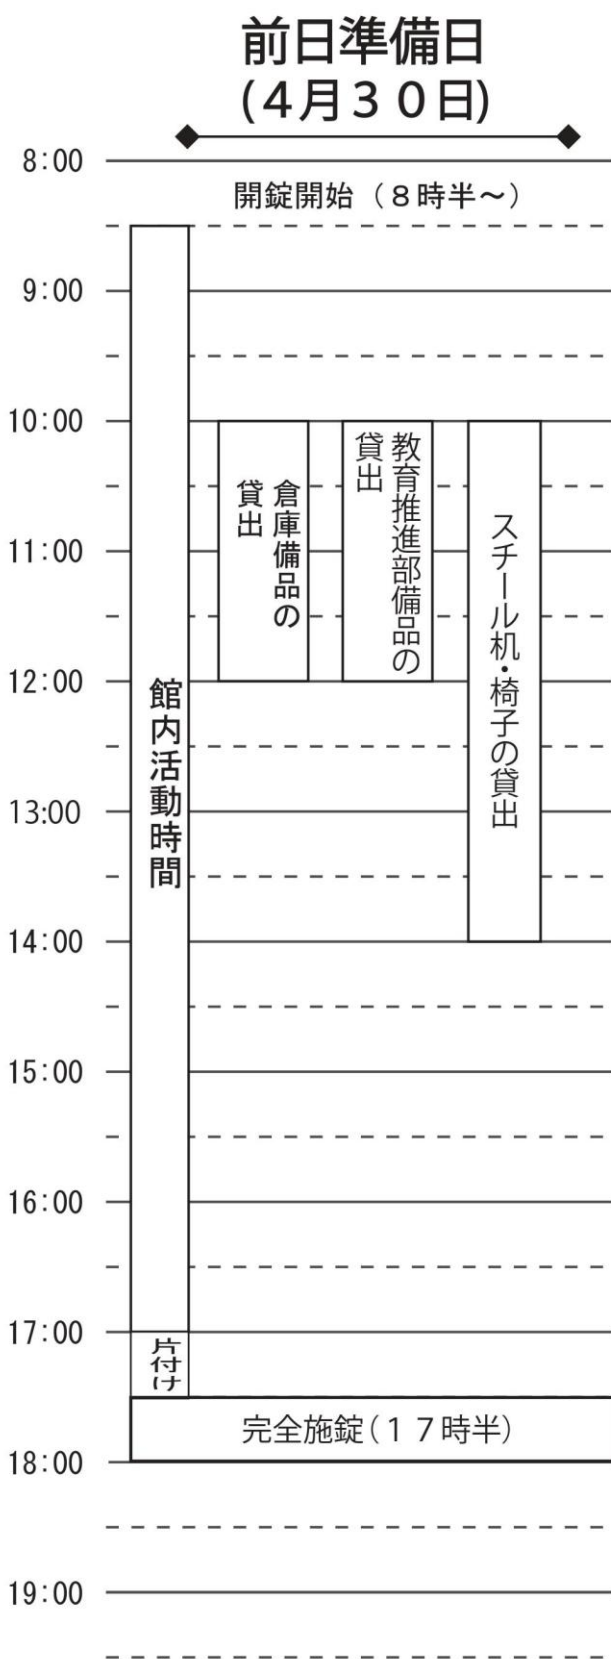 前日準備日
(4月30日)
8:00
開錠開始（８時半～）
9:00
10:00
倉庫備品の
貸出
教育推進部備品の
貸出
スチール机・椅子の貸出
11:00
12:00
館内活動時間
13:00
14:00
15:00
16:00
17:00
片付け
完全施錠(１７時半)
18:00
19:00